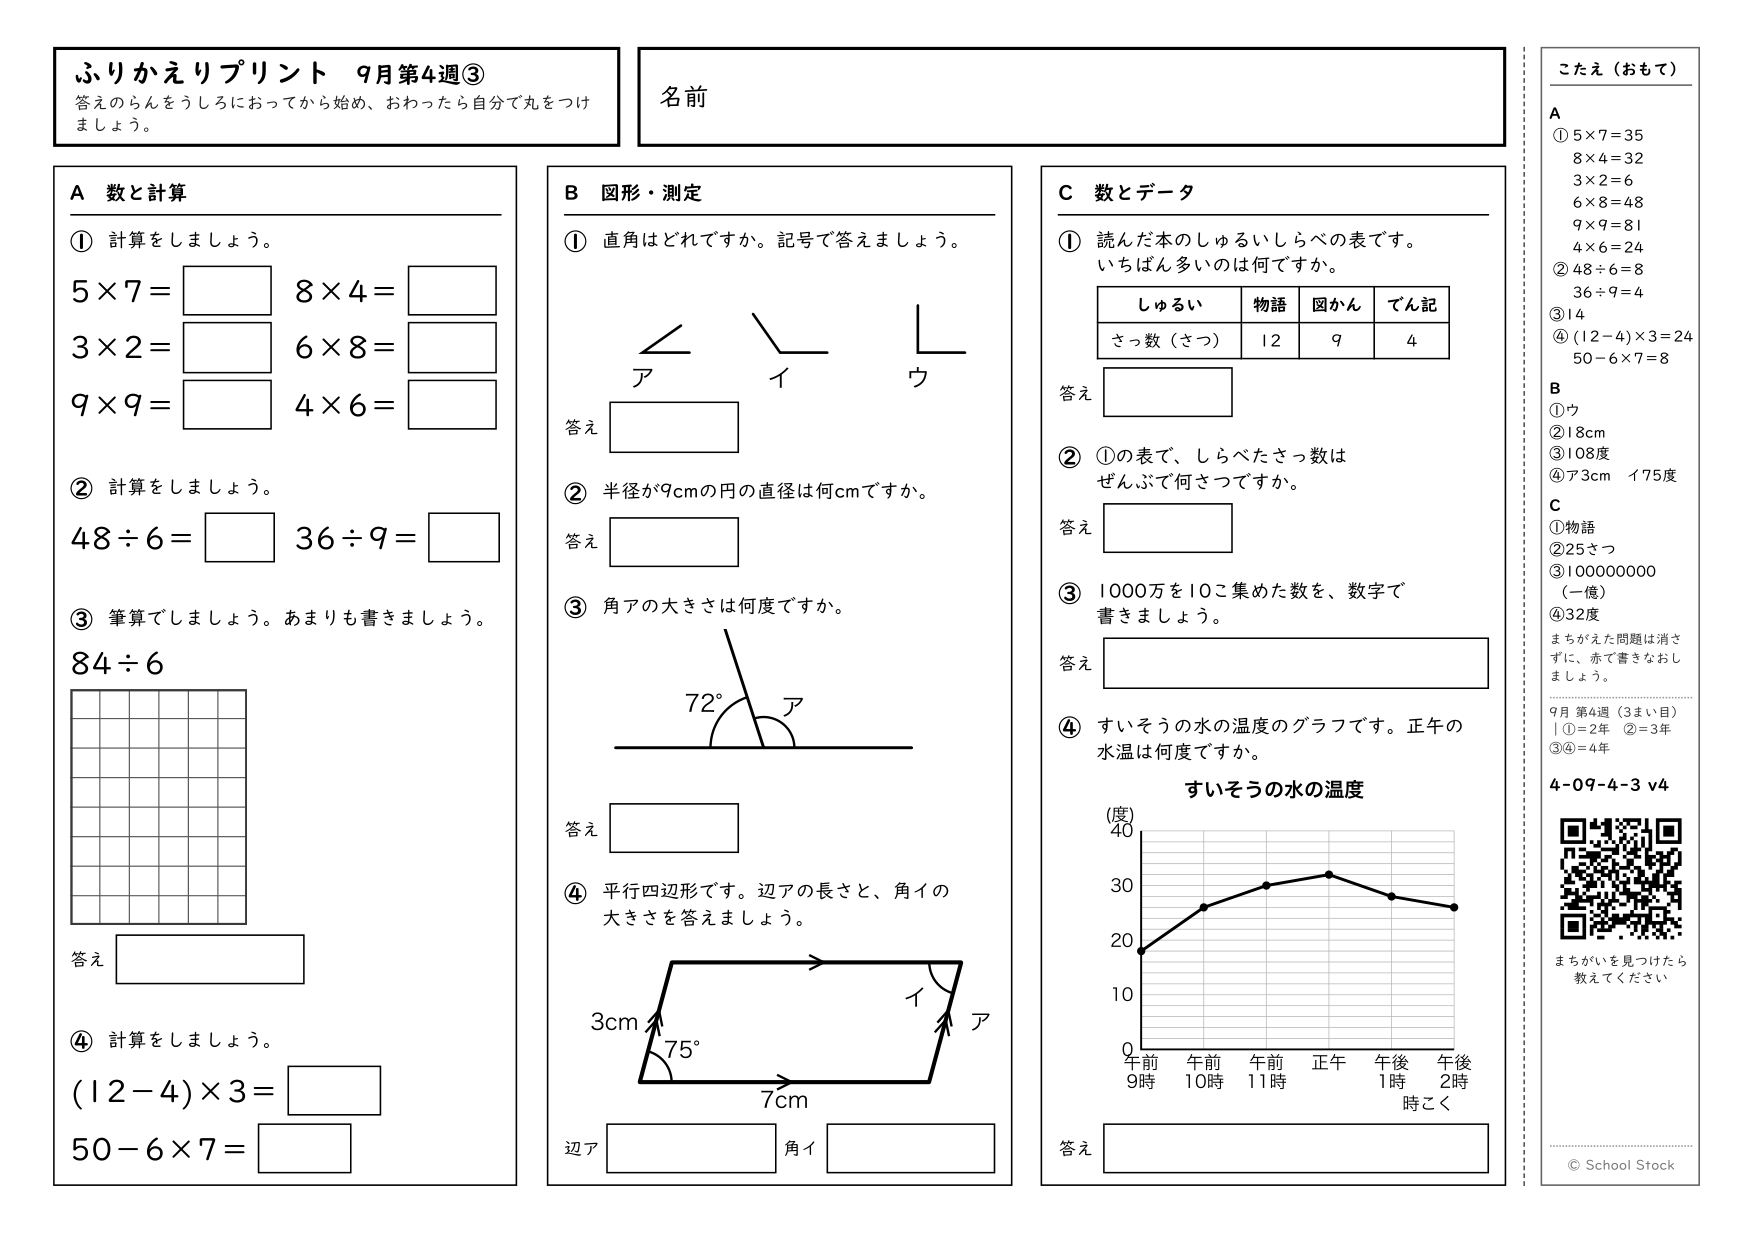 ふりかえりプリント　9月第4週③
答えのらんをうしろにおってから始め、おわったら自分で丸をつけ
ましょう。
名前
A　数と計算
① 計算をしましょう。
5×7＝ 8×4＝
3×2＝ 6×8＝
9×9＝ 4×6＝
② 計算をしましょう。
48÷6＝ 36÷9＝
③ 筆算でしましょう。あまりも書きましょう。
84÷6
答え
④ 計算をしましょう。
(12－4)×3＝
50－6×7＝
B　図形・測定
① 直角はどれですか。記号で答えましょう。
ア イ ウ
答え
② 半径が9cmの円の直径は何cmですか。
答え
③ 角アの大きさは何度ですか。
72° ア
答え
④ 平行四辺形です。辺アの長さと、角イの
大きさを答えましょう。
イ
3cm ア
75°
7cm
辺ア 角イ
C　数とデータ
① 読んだ本のしゅるいしらべの表です。
いちばん多いのは何ですか。
しゅるい 物語 図かん でん記
さっ数（さつ） 12 9 4
答え
② ①の表で、しらべたさっ数は
ぜんぶで何さつですか。
答え
③ 1000万を10こ集めた数を、数字で
書きましょう。
答え
④ すいそうの水の温度のグラフです。正午の
水温は何度ですか。
すいそうの水の温度
(度)
40
30
20
10
0
午前 午前 午前 正午 午後 午後
9時 10時 11時 1時 2時
時こく
答え
こたえ（おもて）
A
①5×7＝35
8×4＝32
3×2＝6
6×8＝48
9×9＝81
4×6＝24
②48÷6＝8
36÷9＝4
③14
④(12－4)×3＝24
50－6×7＝8
B
①ウ
②18cm
③108度
④ア3cm　イ75度
C
①物語
②25さつ
③100000000
（一億）
④32度
まちがえた問題は消さ
ずに、赤で書きなおし
ましょう。
9月 第4週（3まい目）
｜①＝2年　②＝3年
③④＝4年
4-09-4-3 v4
まちがいを見つけたら
教えてください
© School Stock